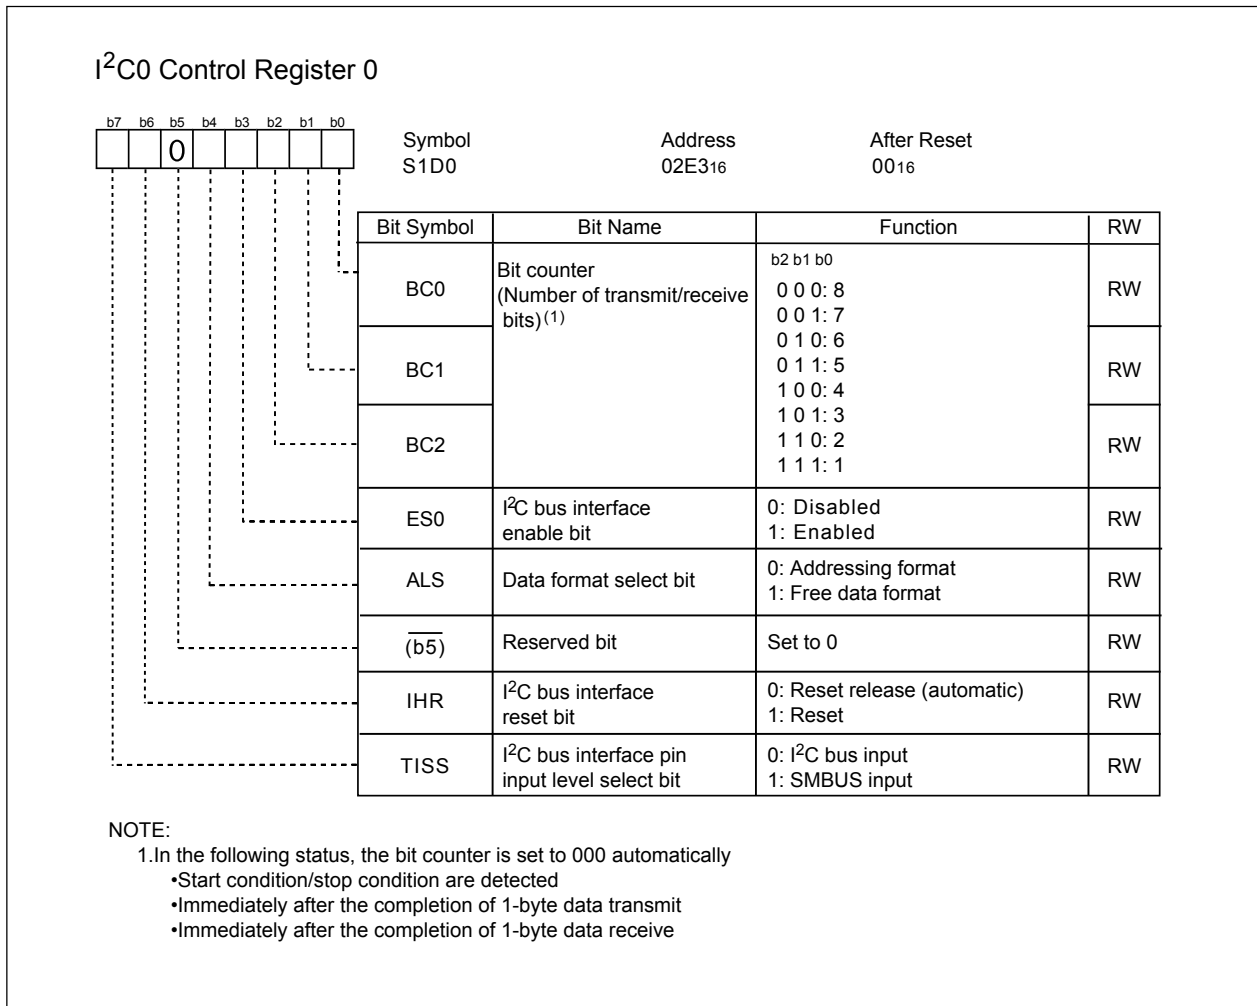 I²C0 Control Register 0
b7 b6 b5 b4 b3 b2 b1 b0
0
Symbol Address After Reset
S1D0 02E316 0016
Bit Symbol Bit Name Function RW
BC0 Bit counter (Number of transmit/receive bits)(1) b2 b1 b0 RW
0 0 0: 8
0 0 1: 7
0 1 0: 6
BC1 0 1 1: 5 RW
1 0 0: 4
1 0 1: 3
BC2 1 1 0: 2 RW
1 1 1: 1
ES0 I²C bus interface enable bit 0: Disabled RW
1: Enabled
ALS Data format select bit 0: Addressing format RW
1: Free data format
(b5) Reserved bit Set to 0 RW
IHR I²C bus interface reset bit 0: Reset release (automatic) RW
1: Reset
TISS I²C bus interface pin input level select bit 0: I²C bus input RW
1: SMBUS input
NOTE:
1.In the following status, the bit counter is set to 000 automatically
•Start condition/stop condition are detected
•Immediately after the completion of 1-byte data transmit
•Immediately after the completion of 1-byte data receive